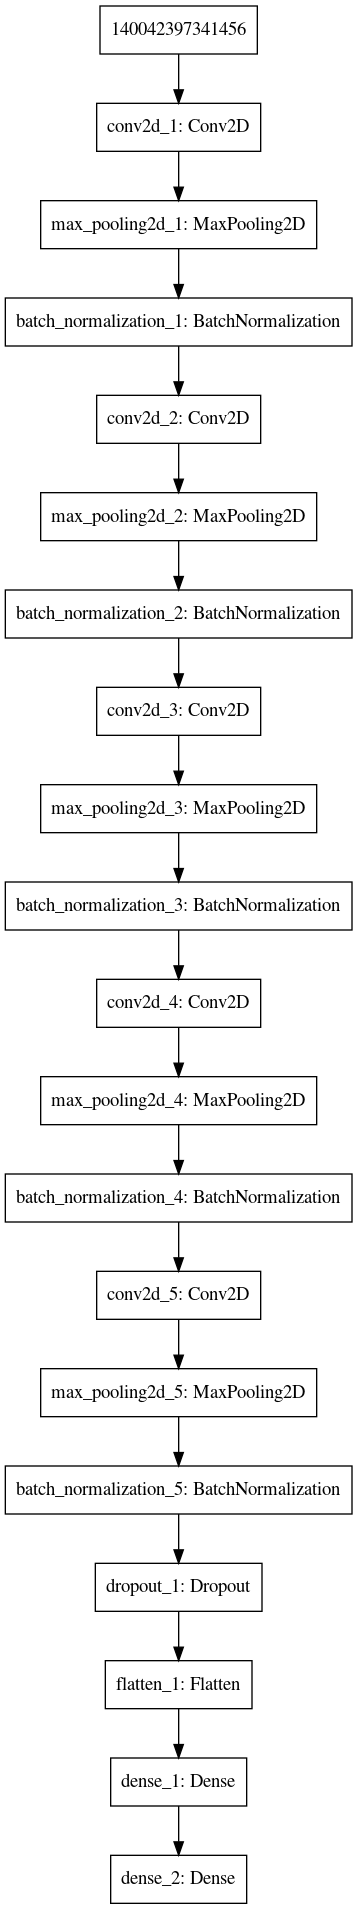 140042397341456
conv2d_1: Conv2D
max_pooling2d_1: MaxPooling2D
batch_normalization_1: BatchNormalization
conv2d_2: Conv2D
max_pooling2d_2: MaxPooling2D
batch_normalization_2: BatchNormalization
conv2d_3: Conv2D
max_pooling2d_3: MaxPooling2D
batch_normalization_3: BatchNormalization
conv2d_4: Conv2D
max_pooling2d_4: MaxPooling2D
batch_normalization_4: BatchNormalization
conv2d_5: Conv2D
max_pooling2d_5: MaxPooling2D
batch_normalization_5: BatchNormalization
dropout_1: Dropout
flatten_1: Flatten
dense_1: Dense
dense_2: Dense